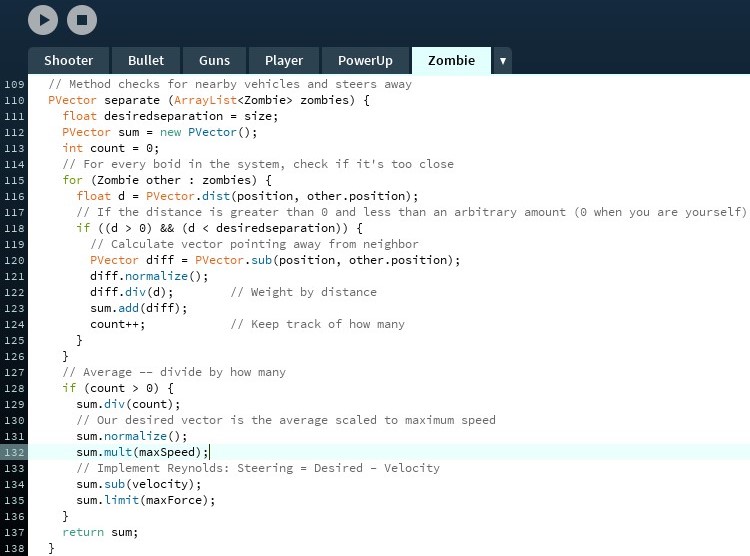 Shooter Bullet Guns Player PowerUp Zombie ▼
109 // Method checks for nearby vehicles and steers away
110 PVector separate (ArrayList<Zombie> zombies) {
111 float desiredseparation = size;
112 PVector sum = new PVector();
113 int count = 0;
114 // For every boid in the system, check if it's too close
115 for (Zombie other : zombies) {
116 float d = PVector.dist(position, other.position);
117 // If the distance is greater than 0 and less than an arbitrary amount (0 when you are yourself)
118 if ((d > 0) && (d < desiredseparation)) {
119 // Calculate vector pointing away from neighbor
120 PVector diff = PVector.sub(position, other.position);
121 diff.normalize();
122 diff.div(d); // Weight by distance
123 sum.add(diff);
124 count++; // Keep track of how many
125 }
126 }
127 // Average -- divide by how many
128 if (count > 0) {
129 sum.div(count);
130 // Our desired vector is the average scaled to maximum speed
131 sum.normalize();
132 sum.mult(maxSpeed);
133 // Implement Reynolds: Steering = Desired - Velocity
134 sum.sub(velocity);
135 sum.limit(maxForce);
136 }
137 return sum;
138 }